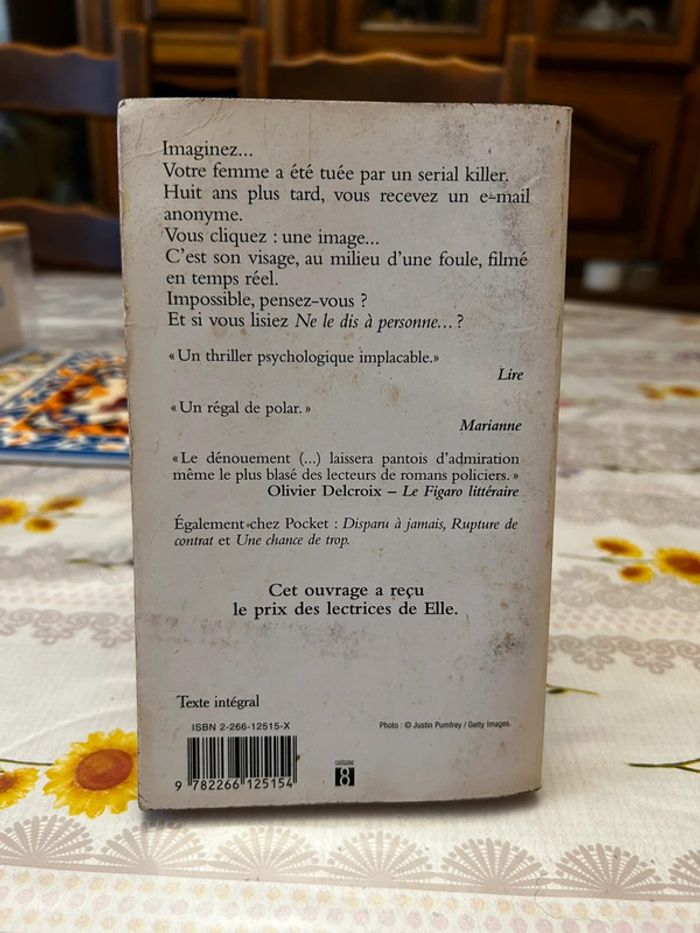 Imaginez...
Votre femme a été tuée par un serial killer.
Huit ans plus tard, vous recevez un e-mail
anonyme.
Vous cliquez : une image...
C'est son visage, au milieu d'une foule, filmé
en temps réel.
Impossible, pensez-vous ?
Et si vous lisiez Ne le dis à personne... ?
« Un thriller psychologique implacable.»
Lire
« Un régal de polar. »
Marianne
« Le dénouement (...) laissera pantois d'admiration
même le plus blasé des lecteurs de romans policiers. »
Olivier Delcroix – Le Figaro littéraire
Également chez Pocket : Disparu à jamais, Rupture de
contrat et Une chance de trop.
Cet ouvrage a reçu
le prix des lectrices de Elle.
Texte intégral
ISBN 2-266-12515-X
Photo : © Justin Pumfrey / Getty Images.
9 782266 125154
CATÉGORIE
8